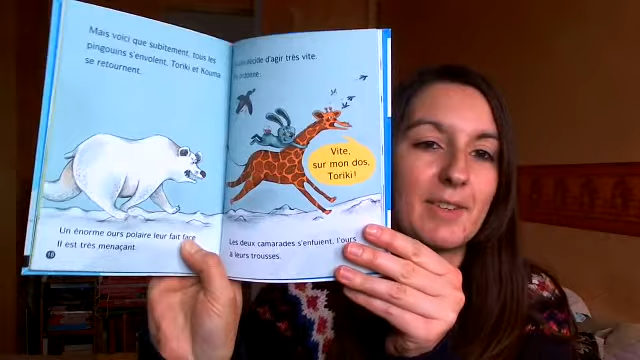 Mais voici que subitement, tous les
pingouins s'envolent. Toriki et Kouma
se retournent.
Un énorme ours polaire leur fait face.
Il est très menaçant.
18
décide d'agir très vite.
ordonne :
Vite,
sur mon dos,
Toriki !
Les deux camarades s'enfuient, l'ours
à leurs trousses.